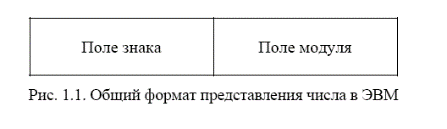 Поле знака Поле модуля
Рис. 1.1. Общий формат представления числа в ЭВМ